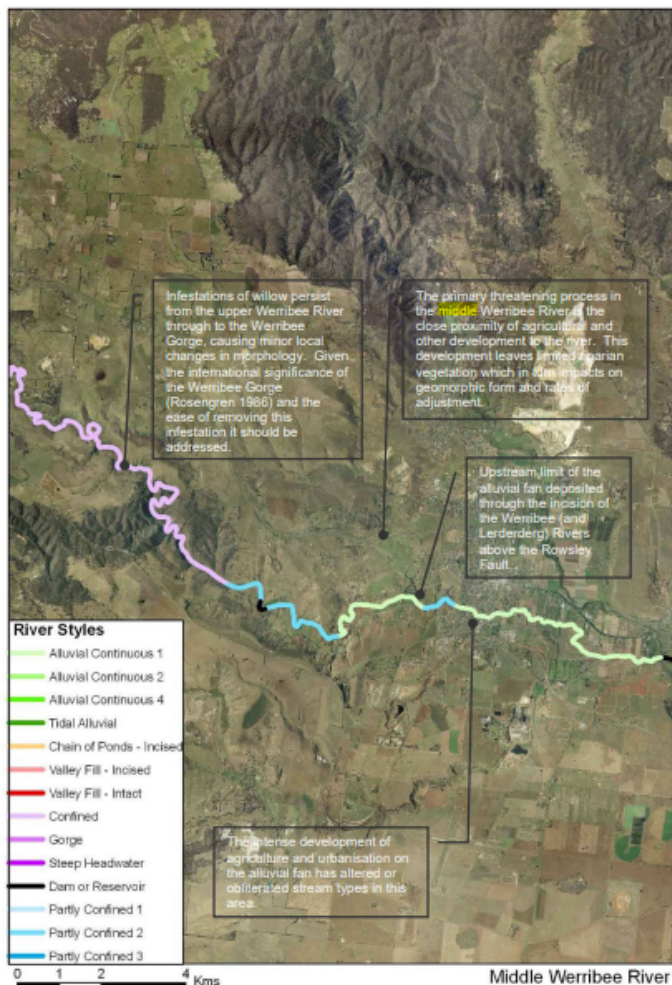 Infestations of willow persist
from the upper Werribee River
through to the Werribee
Gorge, causing minor local
changes in morphology. Given
the international significance of
the Werribee Gorge
(Rosengren 1986) and the
ease of removing this
infestation it should be
addressed.
The primary threatening process in
the middle Werribee River is the
close proximity of agricultural and
other development to the river. This
development leaves limited riparian
vegetation which in turn impacts on
geomorphic form and rates of
adjustment.
Upstream limit of the
alluvial fan deposited
through the incision of
the Werribee (and
Lerderderg) Rivers
above the Rowsley
Fault.
River Styles
Alluvial Continuous 1
Alluvial Continuous 2
Alluvial Continuous 4
Tidal Alluvial
Chain of Ponds - Incised
Valley Fill - Incised
Valley Fill - Intact
Confined
Gorge
Steep Headwater
Dam or Reservoir
Partly Confined 1
Partly Confined 2
Partly Confined 3
The intense development of
agriculture and urbanisation on
the alluvial fan has altered or
obliterated stream types in this
area.
0 1 2 4 Kms
Middle Werribee River